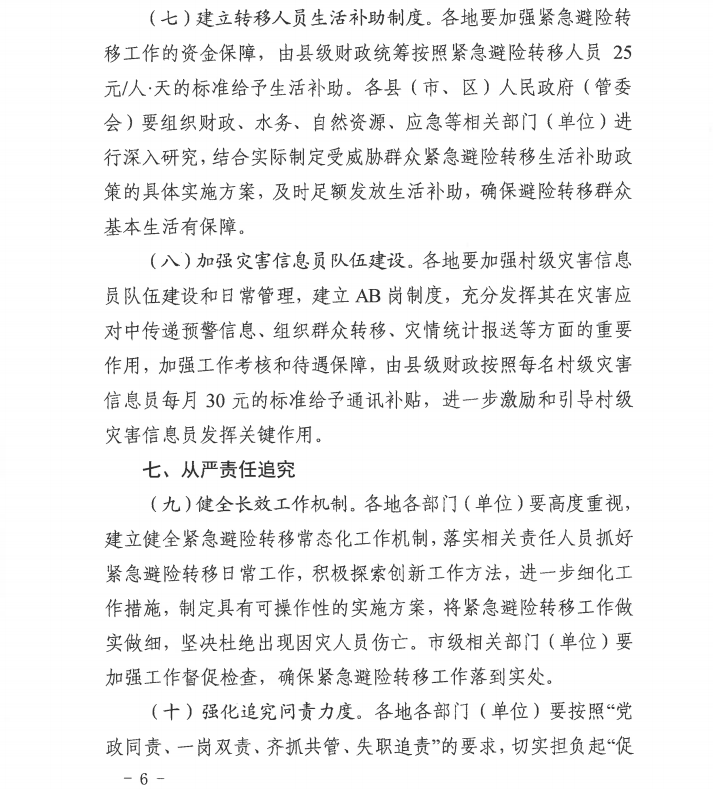 （七）建立转移人员生活补助制度。各地要加强紧急避险转
移工作的资金保障，由县级财政统筹按照紧急避险转移人员 25
元/人·天的标准给予生活补助。各县（市、区）人民政府（管委
会）要组织财政、水务、自然资源、应急等相关部门（单位）进
行深入研究，结合实际制定受威胁群众紧急避险转移生活补助政
策的具体实施方案，及时足额发放生活补助，确保避险转移群众
基本生活有保障。
（八）加强灾害信息员队伍建设。各地要加强村级灾害信息
员队伍建设和日常管理，建立 AB 岗制度，充分发挥其在灾害应
对中传递预警信息、组织群众转移、灾情统计报送等方面的重要
作用，加强工作考核和待遇保障，由县级财政按照每名村级灾害
信息员每月 30 元的标准给予通讯补贴，进一步激励和引导村级
灾害信息员发挥关键作用。
七、从严责任追究
（九）健全长效工作机制。各地各部门（单位）要高度重视，
建立健全紧急避险转移常态化工作机制，落实相关责任人员抓好
紧急避险转移日常工作，积极探索创新工作方法，进一步细化工
作措施，制定具有可操作性的实施方案，将紧急避险转移工作做
实做细，坚决杜绝出现因灾人员伤亡。市级相关部门（单位）要
加强工作督促检查，确保紧急避险转移工作落到实处。
（十）强化追究问责力度。各地各部门（单位）要按照“党
政同责、一岗双责、齐抓共管、失职追责”的要求，切实担负起“促
- 6 -